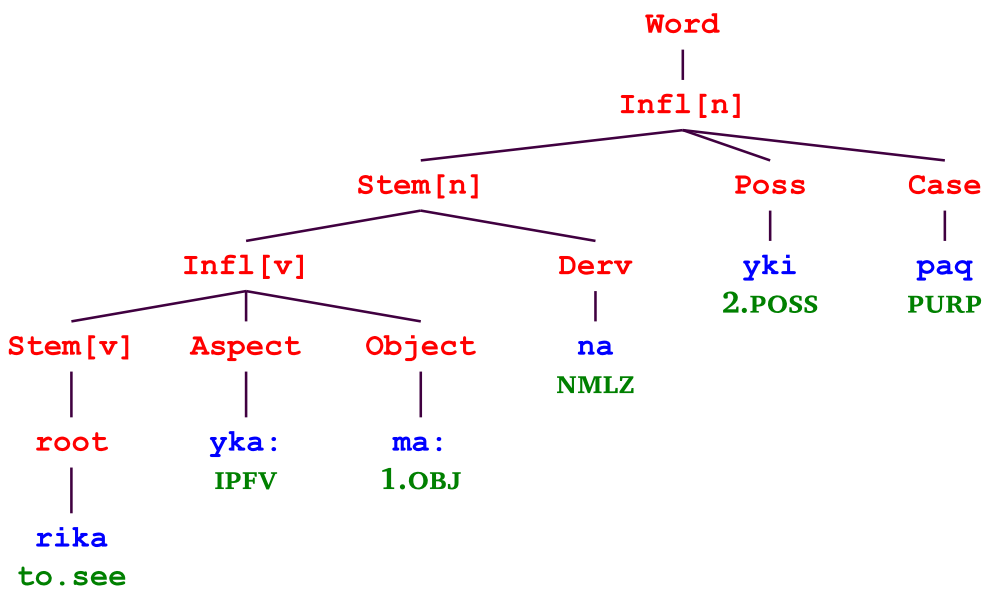 Word
Infl[n]
Stem[n] Poss Case
Infl[v] Derv yki paq
2.POSS PURP
Stem[v] Aspect Object na
NMLZ
root yka: ma:
IPFV 1.OBJ
rika
to.see